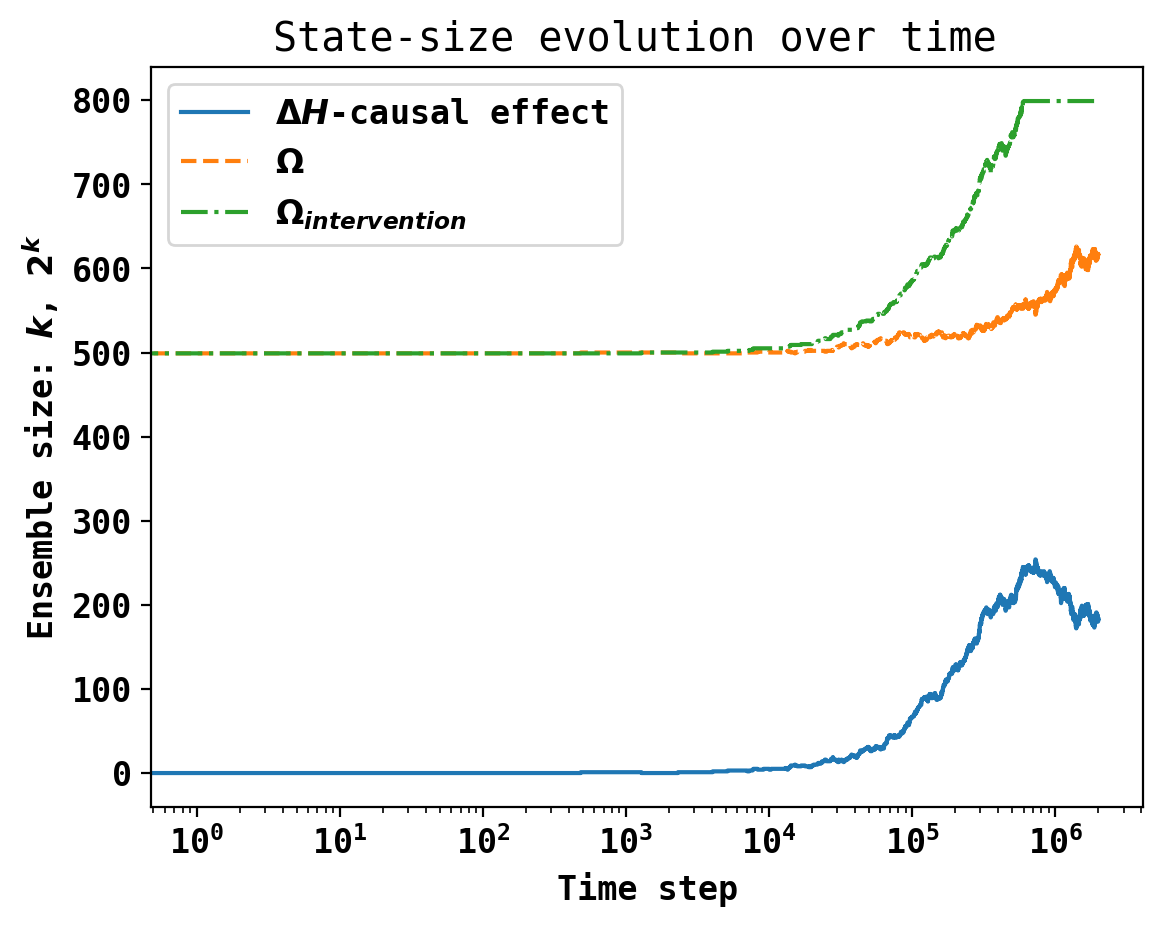 State-size evolution over time
ΔH-causal effect
Ω
Ω_intervention
Ensemble size: k, 2^k
800
700
600
500
400
300
200
100
0
10^0 10^1 10^2 10^3 10^4 10^5 10^6
Time step